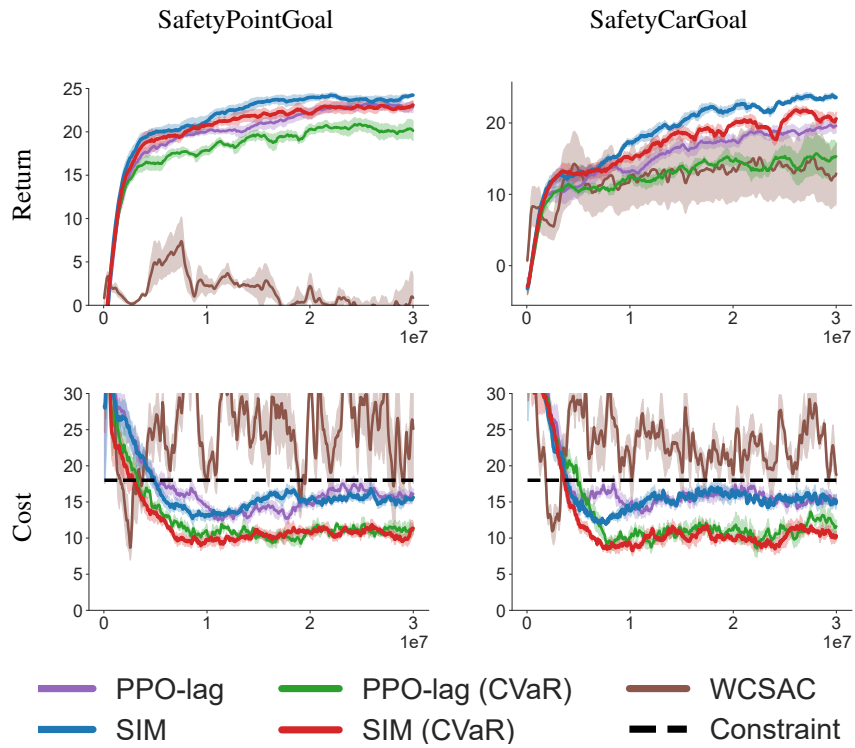 SafetyPointGoal
SafetyCarGoal
Return
25
20
15
10
5
0
0
1
2
3
1e7
20
10
0
0
1
2
3
1e7
Cost
30
25
20
15
10
5
0
0
1
2
3
1e7
30
25
20
15
10
5
0
0
1
2
3
1e7
PPO-lag
PPO-lag (CVaR)
WCSAC
SIM
SIM (CVaR)
Constraint